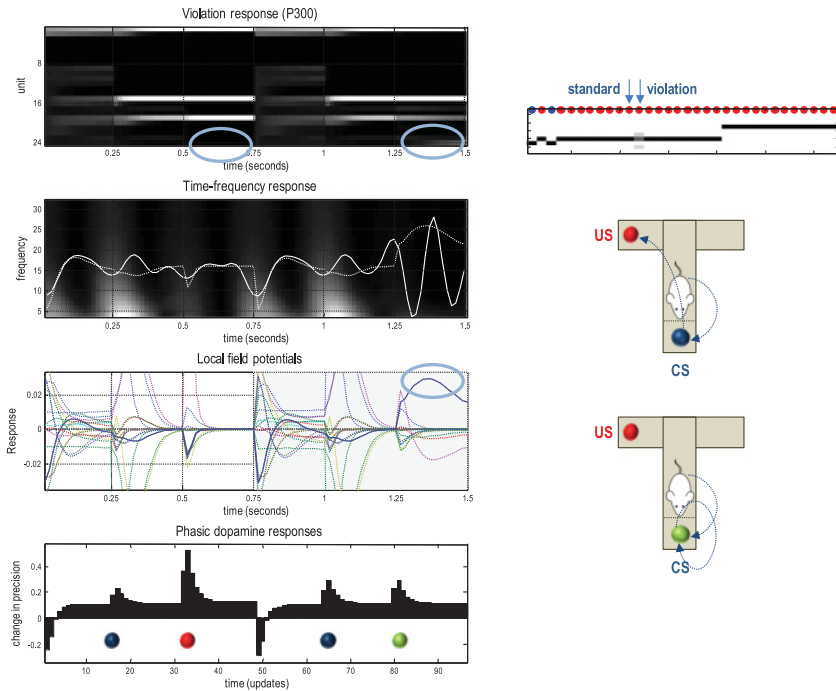 Violation response (P300)
unit
8
16
24
0.25 0.5 0.75 1 1.25 1.5
time (seconds)
Time-frequency response
frequency
30
25
20
15
10
5
0.25 0.5 0.75 1 1.25 1.5
time (seconds)
Local field potentials
Response
0.02
0
-0.02
0.25 0.5 0.75 1 1.25 1.5
time (seconds)
Phasic dopamine responses
change in precision
0.4
0.2
0
-0.2
10 20 30 40 50 60 70 80 90
time (updates)
standard violation
US
CS
US
CS